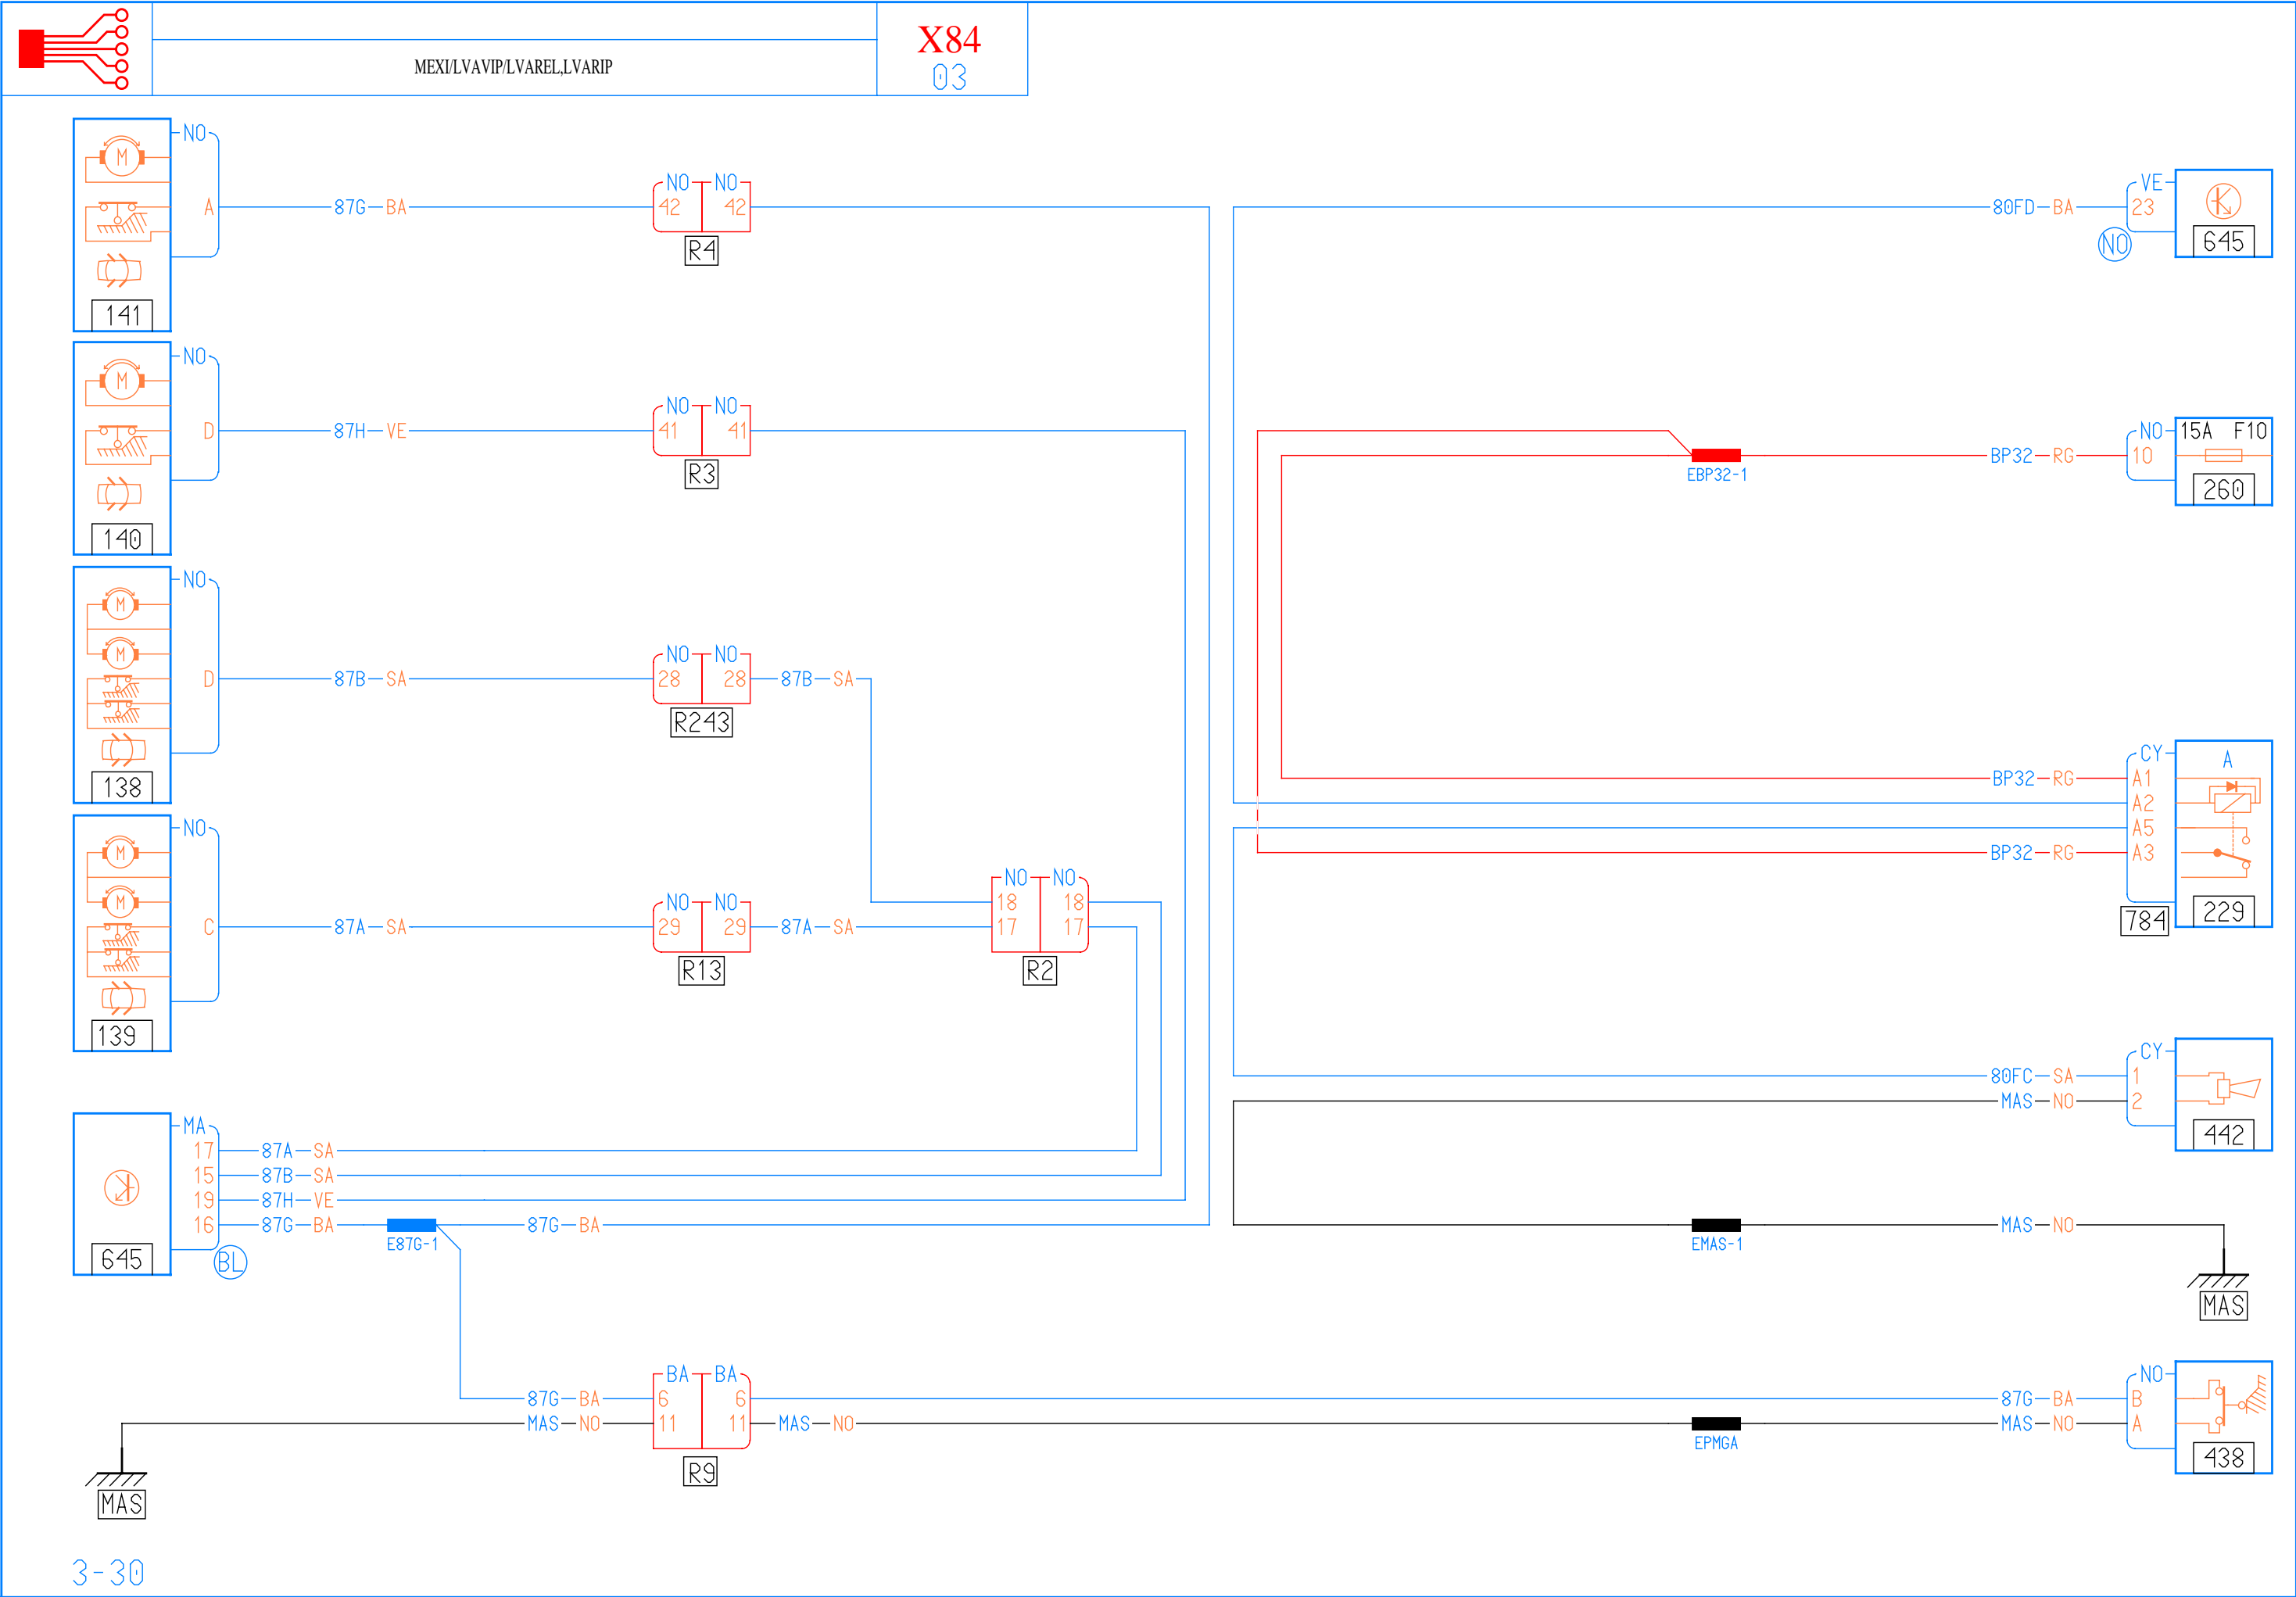 MEXI/LVAVIP/LVAREL,LVARIP
X84
03
NO
M
A
87G BA
NO NO
42 42
R4
141
80FD BA
VE
23
NO
645
NO
M
D
87H VE
NO NO
41 41
R3
140
EBP32-1
BP32 RG
NO
10
15A F10
260
NO
M
M
D
87B SA
NO NO
28 28
R243
87B SA
138
BP32 RG
BP32 RG
CY
A1
A2
A5
A3
A
784
229
NO
M
M
C
87A SA
NO NO
29 29
R13
87A SA
NO NO
18 18
17 17
R2
139
80FC SA
MAS NO
CY
1
2
442
MA
17 87A SA
15 87B SA
19 87H VE
16 87G BA
E87G-1
87G BA
645
BL
EMAS-1
MAS NO
MAS
87G BA
MAS NO
BA BA
6 6
11 11
R9
MAS NO
EPMGA
87G BA
MAS NO
NO
B
A
438
MAS
3-30